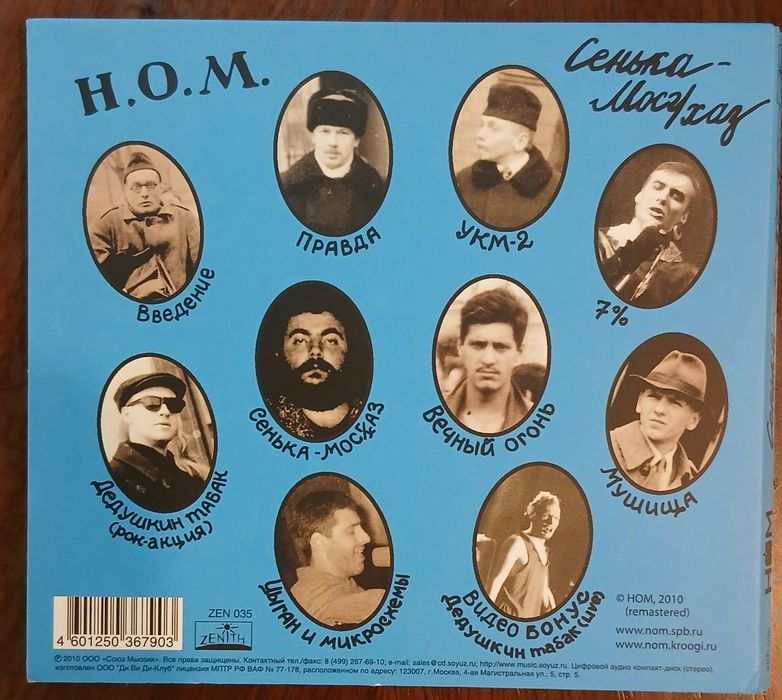 Н.О.М.
Сенька-
Мосгаз
Введение
Правда
УКМ-2
7%
Дедушкин табак
(рок-акция)
Сенька-Мосгаз
Вечный огонь
Мущища
Цыган и микросхемы
Видео бонус
Дедушкин табак (live)
© НОМ, 2010
(remastered)
www.nom.spb.ru
www.nom.kroogi.ru
4 601250 367903
ZEN 035
ZENITH
℗ 2010 ООО «Союз Мьюзик». Все права защищены. Контактный тел./факс: 8 (499) 267-69-10; e-mail: sales@cd.soyuz.ru; http://www.music.soyuz.ru. Цифровой аудио компакт-диск (стерео).
изготовлен ООО "Ди Ви Ди-Клуб" лицензия МПТР РФ ВАФ № 77-178, расположенном по адресу: 123007, г.Москва, 4-ая Магистральная ул., 5, стр. 5.
НОМ